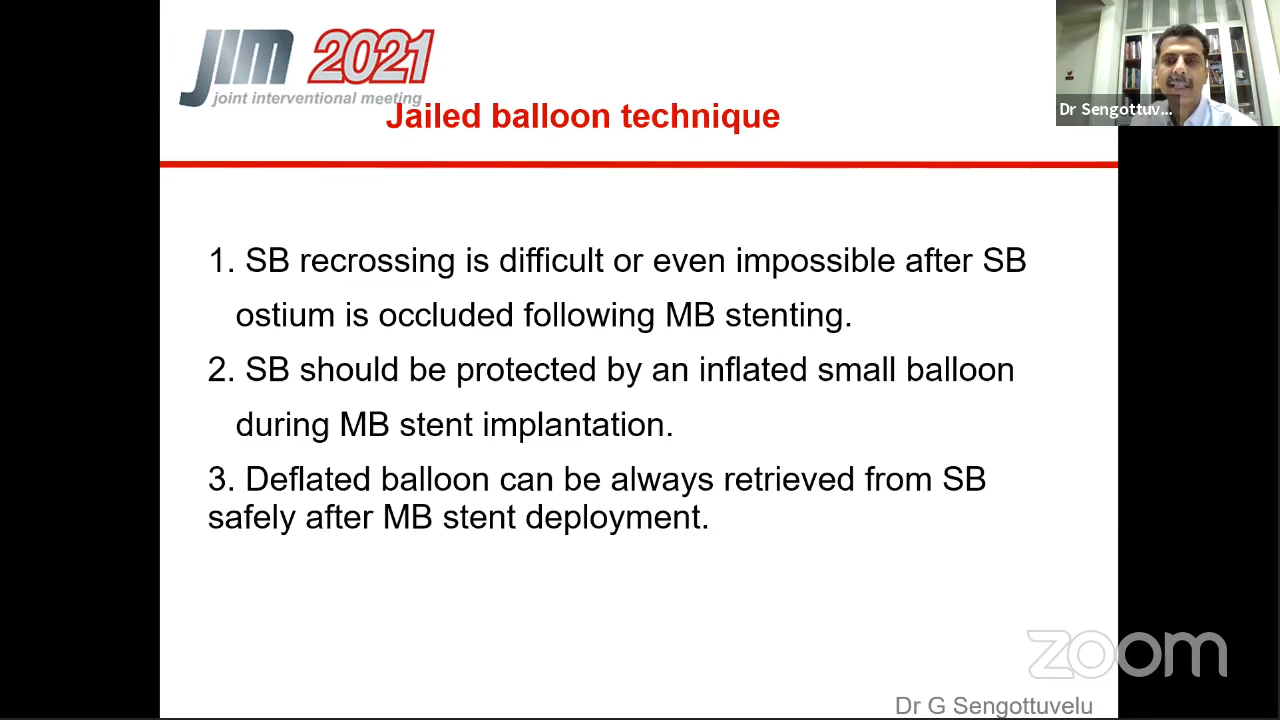 JIM 2021
joint interventional meeting
Jailed balloon technique
Dr Sengottuv...
1. SB recrossing is difficult or even impossible after SB
ostium is occluded following MB stenting.
2. SB should be protected by an inflated small balloon
during MB stent implantation.
3. Deflated balloon can be always retrieved from SB
safely after MB stent deployment.
zoom
Dr G Sengottuvelu